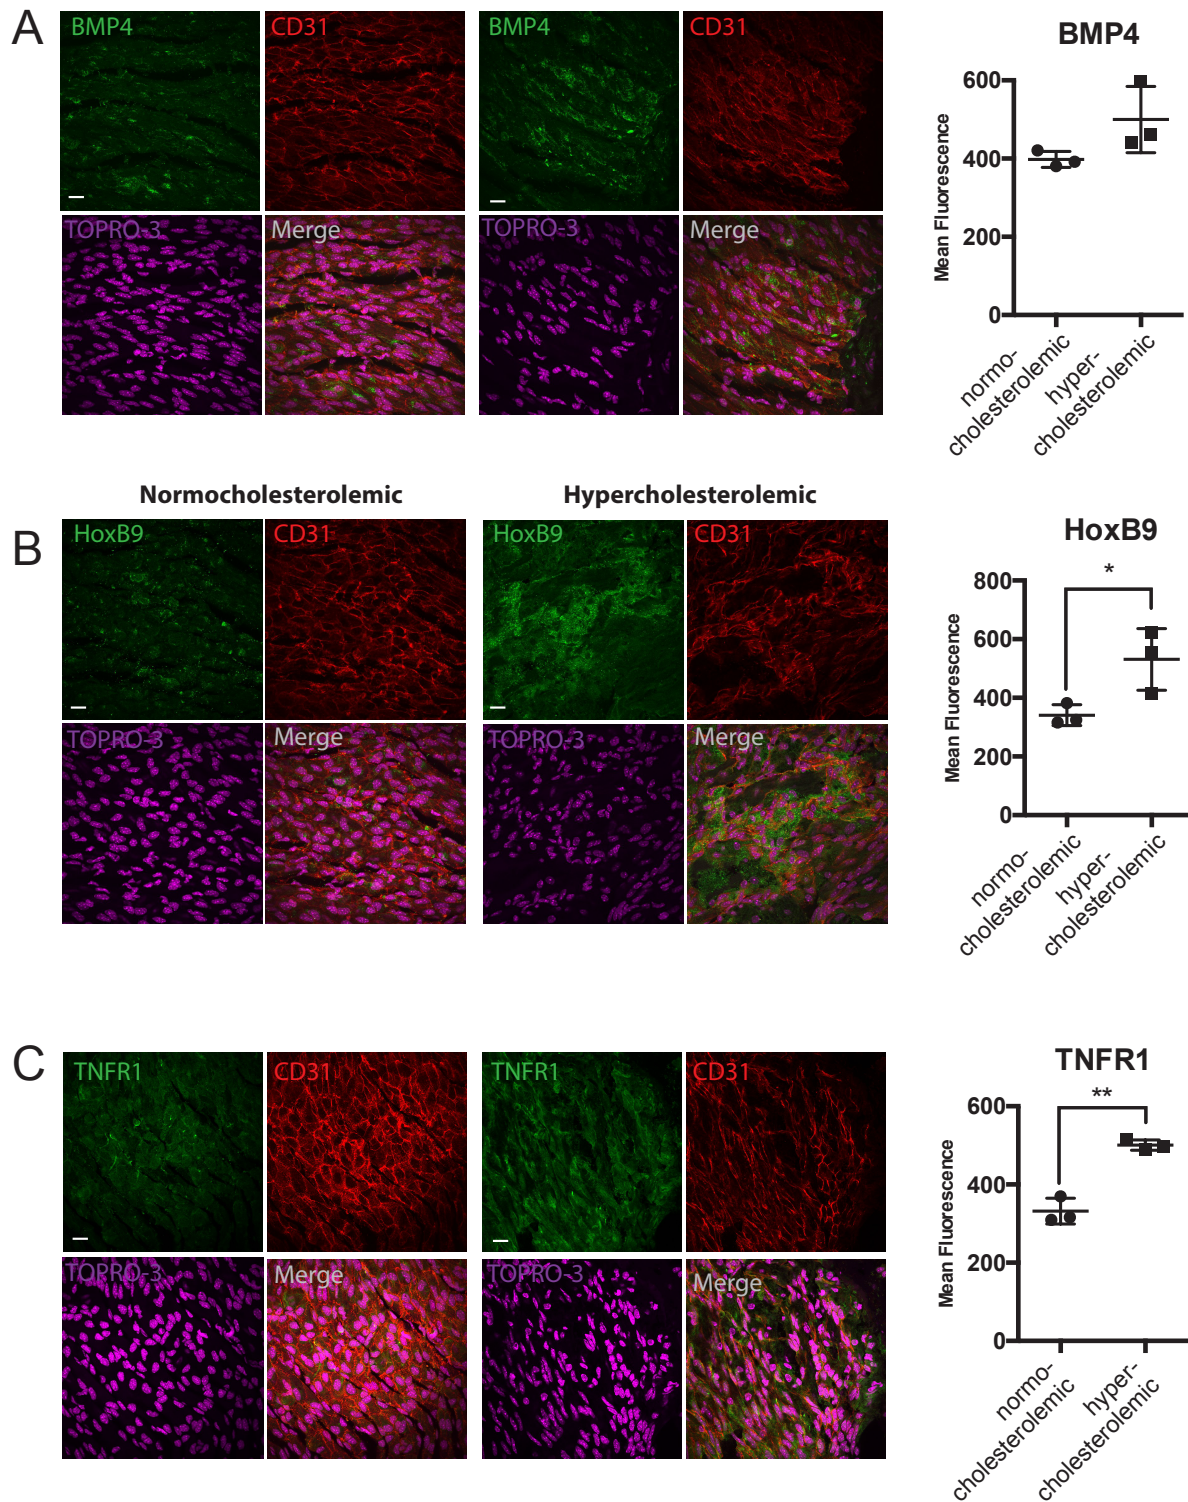 A
BMP4
CD31
BMP4
CD31
TOPRO-3
Merge
TOPRO-3
Merge
BMP4
Mean Fluorescence
600
400
200
0
normo-
cholesterolemic
hyper-
cholesterolemic
Normocholesterolemic
Hypercholesterolemic
B
HoxB9
CD31
HoxB9
CD31
TOPRO-3
Merge
TOPRO-3
Merge
HoxB9
*
Mean Fluorescence
800
600
400
200
0
normo-
cholesterolemic
hyper-
cholesterolemic
C
TNFR1
CD31
TNFR1
CD31
TOPRO-3
Merge
TOPRO-3
Merge
TNFR1
**
Mean Fluorescence
600
400
200
0
normo-
cholesterolemic
hyper-
cholesterolemic